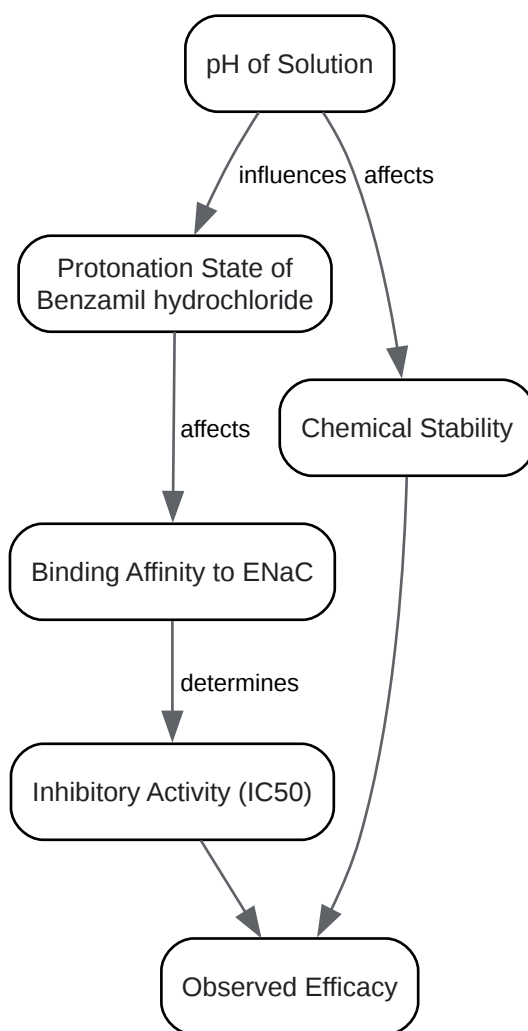 pH of Solution
influences
affects
Protonation State of
Benzamil hydrochloride
Chemical Stability
affects
Binding Affinity to ENaC
determines
Inhibitory Activity (IC50)
Observed Efficacy